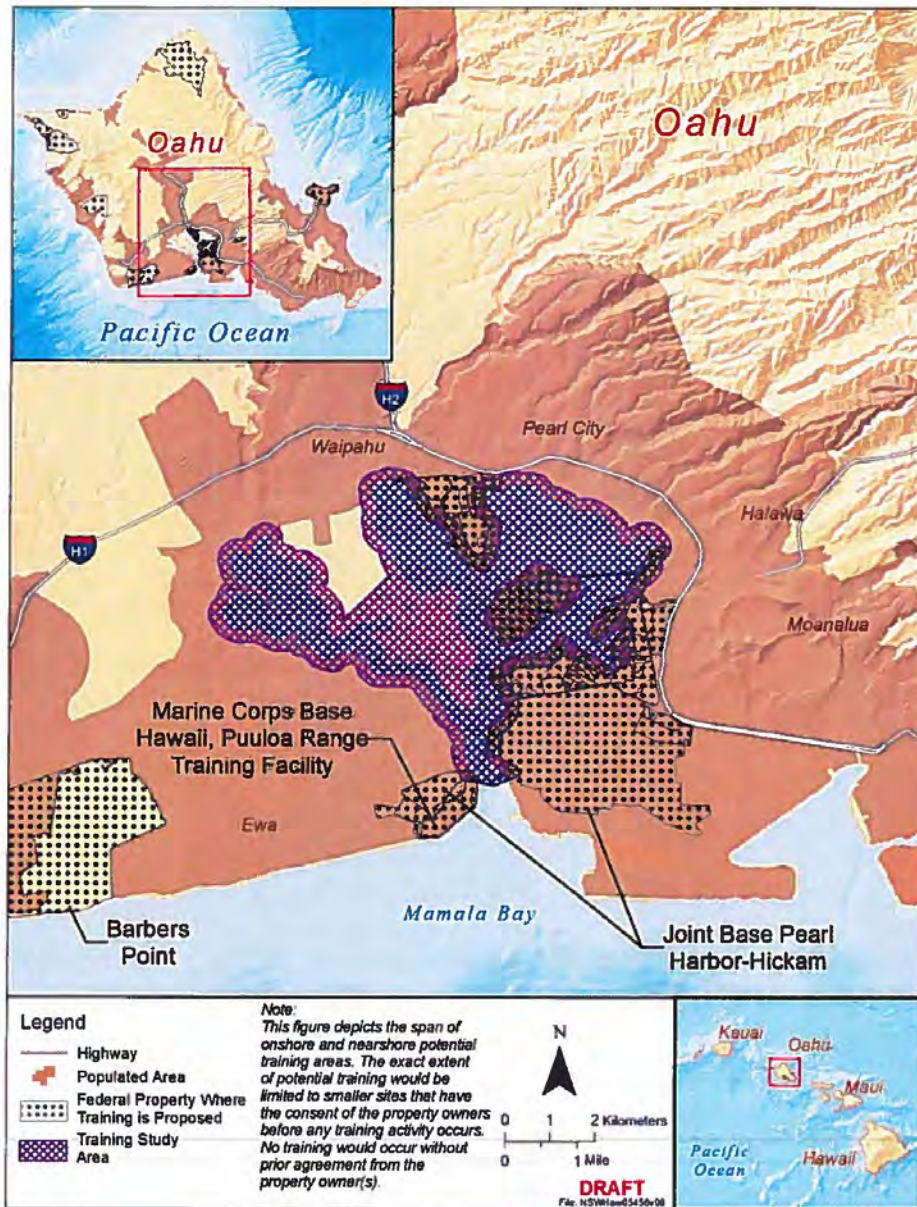 Oahu
Pacific Ocean
Oahu
H2
Pearl City
Waipahu
Halawa
H1
Moanalua
Marine Corps Base
Hawaii, Puuloa Range
Training Facility
Ewa
Mamala Bay
Barbers
Point
Joint Base Pearl
Harbor-Hickam
Legend
Highway
Populated Area
Federal Property Where
Training is Proposed
Training Study
Area
Note:
This figure depicts the span of
onshore and nearshore potential
training areas. The exact extent
of potential training would be
limited to smaller sites that have
the consent of the property owners
before any training activity occurs.
No training would occur without
prior agreement from the
property owner(s).
N
0 1 2 Kilometers
0 1 Mile
DRAFT
File: NSWHaw05456v08
Kauai
Oahu
Maui
Pacific
Ocean
Hawaii